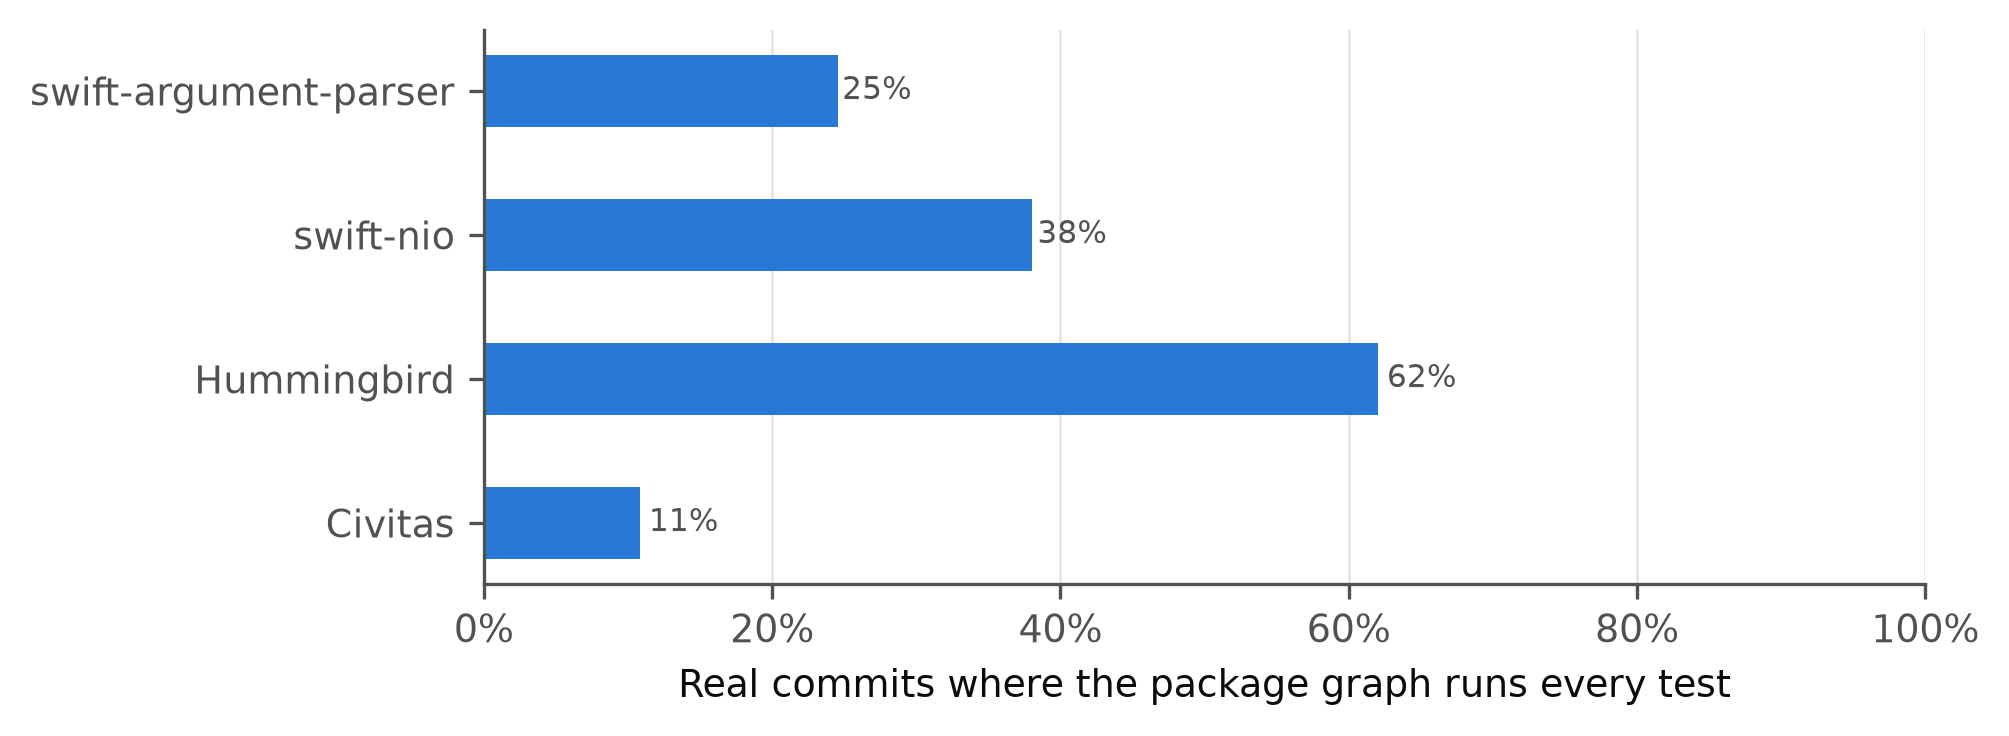 swift-argument-parser
25%
swift-nio
38%
Hummingbird
62%
Civitas
11%
0% 20% 40% 60% 80% 100%
Real commits where the package graph runs every test